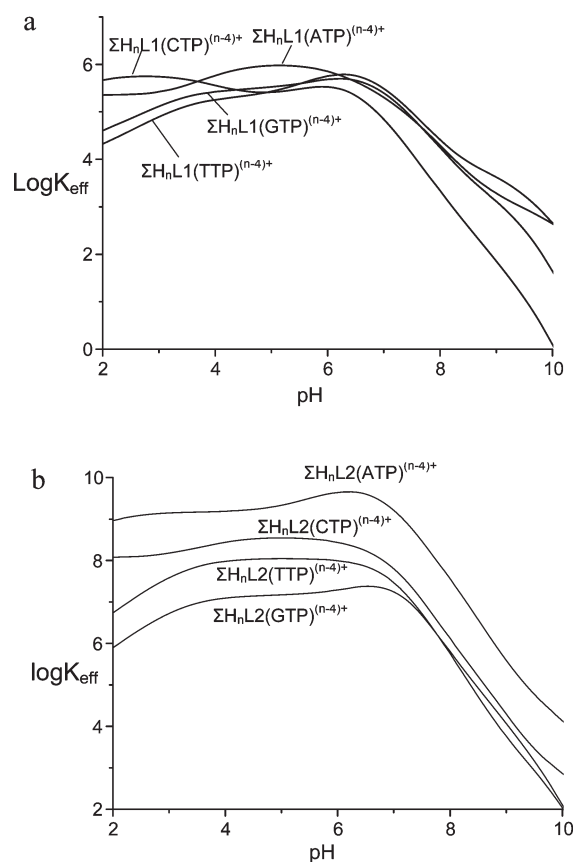 a
ΣHₙL1(CTP)⁽ⁿ⁻⁴⁾⁺
ΣHₙL1(ATP)⁽ⁿ⁻⁴⁾⁺
6
ΣHₙL1(GTP)⁽ⁿ⁻⁴⁾⁺
ΣHₙL1(TTP)⁽ⁿ⁻⁴⁾⁺
4
LogKeff
2
0
2 4 6 8 10
pH
b
10
ΣHₙL2(ATP)⁽ⁿ⁻⁴⁾⁺
ΣHₙL2(CTP)⁽ⁿ⁻⁴⁾⁺
8
ΣHₙL2(TTP)⁽ⁿ⁻⁴⁾⁺
ΣHₙL2(GTP)⁽ⁿ⁻⁴⁾⁺
6
logKeff
4
2
2 4 6 8 10
pH